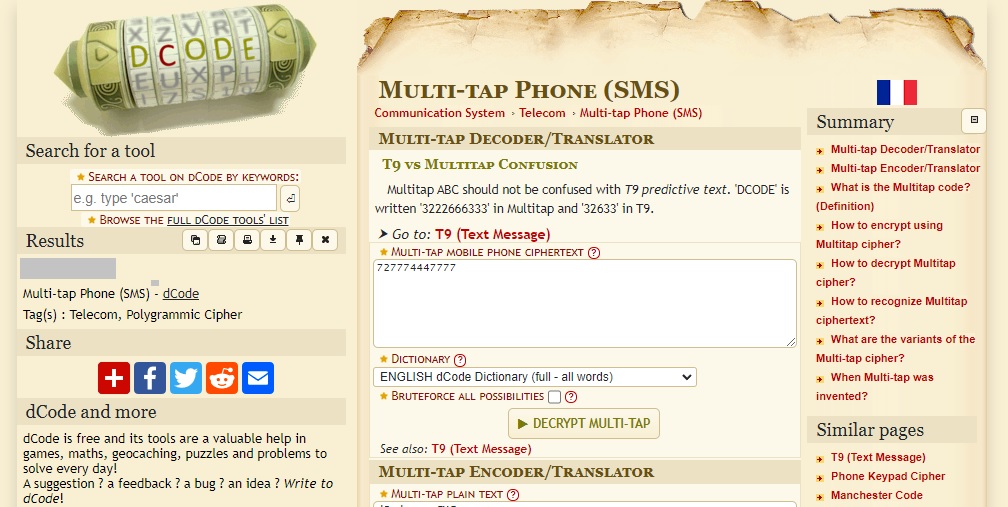 DCODE
Search for a tool
★ SEARCH A TOOL ON DCODE BY KEYWORDS:
e.g. type 'caesar'
★ BROWSE THE FULL DCODE TOOLS' LIST
Results
Multi-tap Phone (SMS) - dCode
Tag(s) : Telecom, Polygrammic Cipher
Share
dCode and more
dCode is free and its tools are a valuable help in
games, maths, geocaching, puzzles and problems to
solve every day!
A suggestion ? a feedback ? a bug ? an idea ? Write to
dCode!
MULTI-TAP PHONE (SMS)
Communication System › Telecom › Multi-tap Phone (SMS)
MULTI-TAP DECODER/TRANSLATOR
T9 VS MULTITAP CONFUSION
Multitap ABC should not be confused with T9 predictive text. 'DCODE' is
written '3222666333' in Multitap and '32633' in T9.
➤ Go to: T9 (Text Message)
★ MULTI-TAP MOBILE PHONE CIPHERTEXT ?
727774447777
★ DICTIONARY ?
ENGLISH dCode Dictionary (full - all words)
★ BRUTEFORCE ALL POSSIBILITIES ?
▶ DECRYPT MULTI-TAP
See also: T9 (Text Message)
MULTI-TAP ENCODER/TRANSLATOR
★ MULTI-TAP PLAIN TEXT ?
Summary
Multi-tap Decoder/Translator
Multi-tap Encoder/Translator
What is the Multitap code?
(Definition)
How to encrypt using
Multitap cipher?
How to decrypt Multitap
cipher?
How to recognize Multitap
ciphertext?
What are the variants of the
Multi-tap cipher?
When Multi-tap was
invented?
Similar pages
T9 (Text Message)
Phone Keypad Cipher
Manchester Code